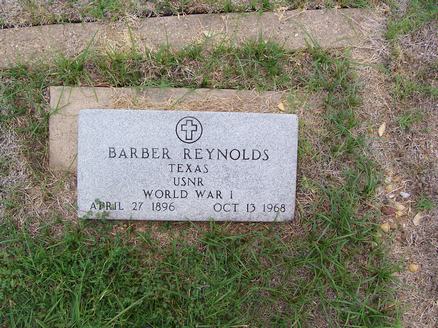 BARBER REYNOLDS
TEXAS
USNR
WORLD WAR I
APRIL 27 1896 OCT 13 1968